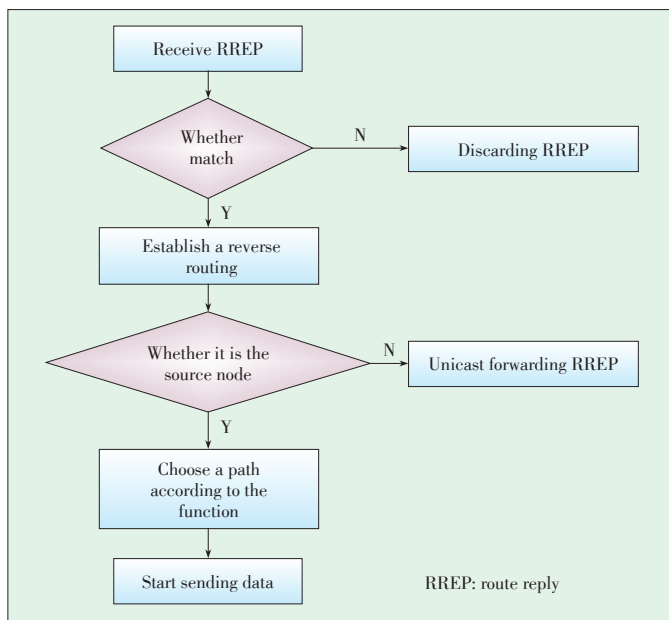 Receive RREP
Whether
match
N
Discarding RREP
Y
Establish a reverse
routing
Whether it is the
source node
N
Unicast forwarding RREP
Y
Choose a path
according to the
function
Start sending data
RREP: route reply